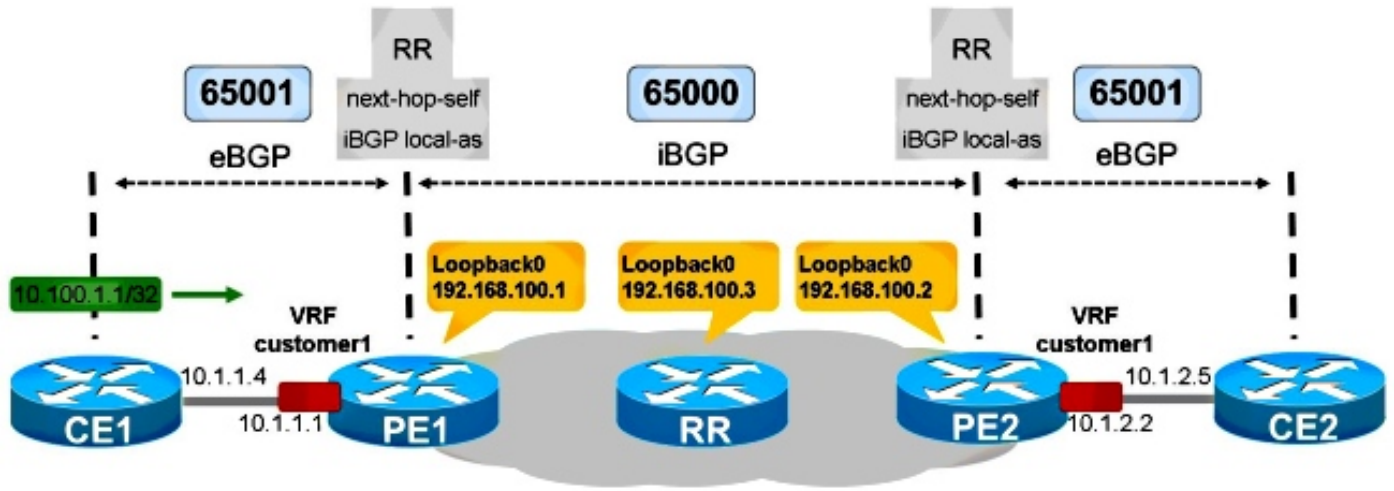 RR
next-hop-self
iBGP local-as
RR
next-hop-self
iBGP local-as
65001
65000
65001
eBGP
iBGP
eBGP
Loopback0
192.168.100.1
Loopback0
192.168.100.3
Loopback0
192.168.100.2
10.100.1.1/32
VRF
customer1
VRF
customer1
10.1.1.4
10.1.1.1
10.1.2.5
10.1.2.2
CE1
PE1
RR
PE2
CE2